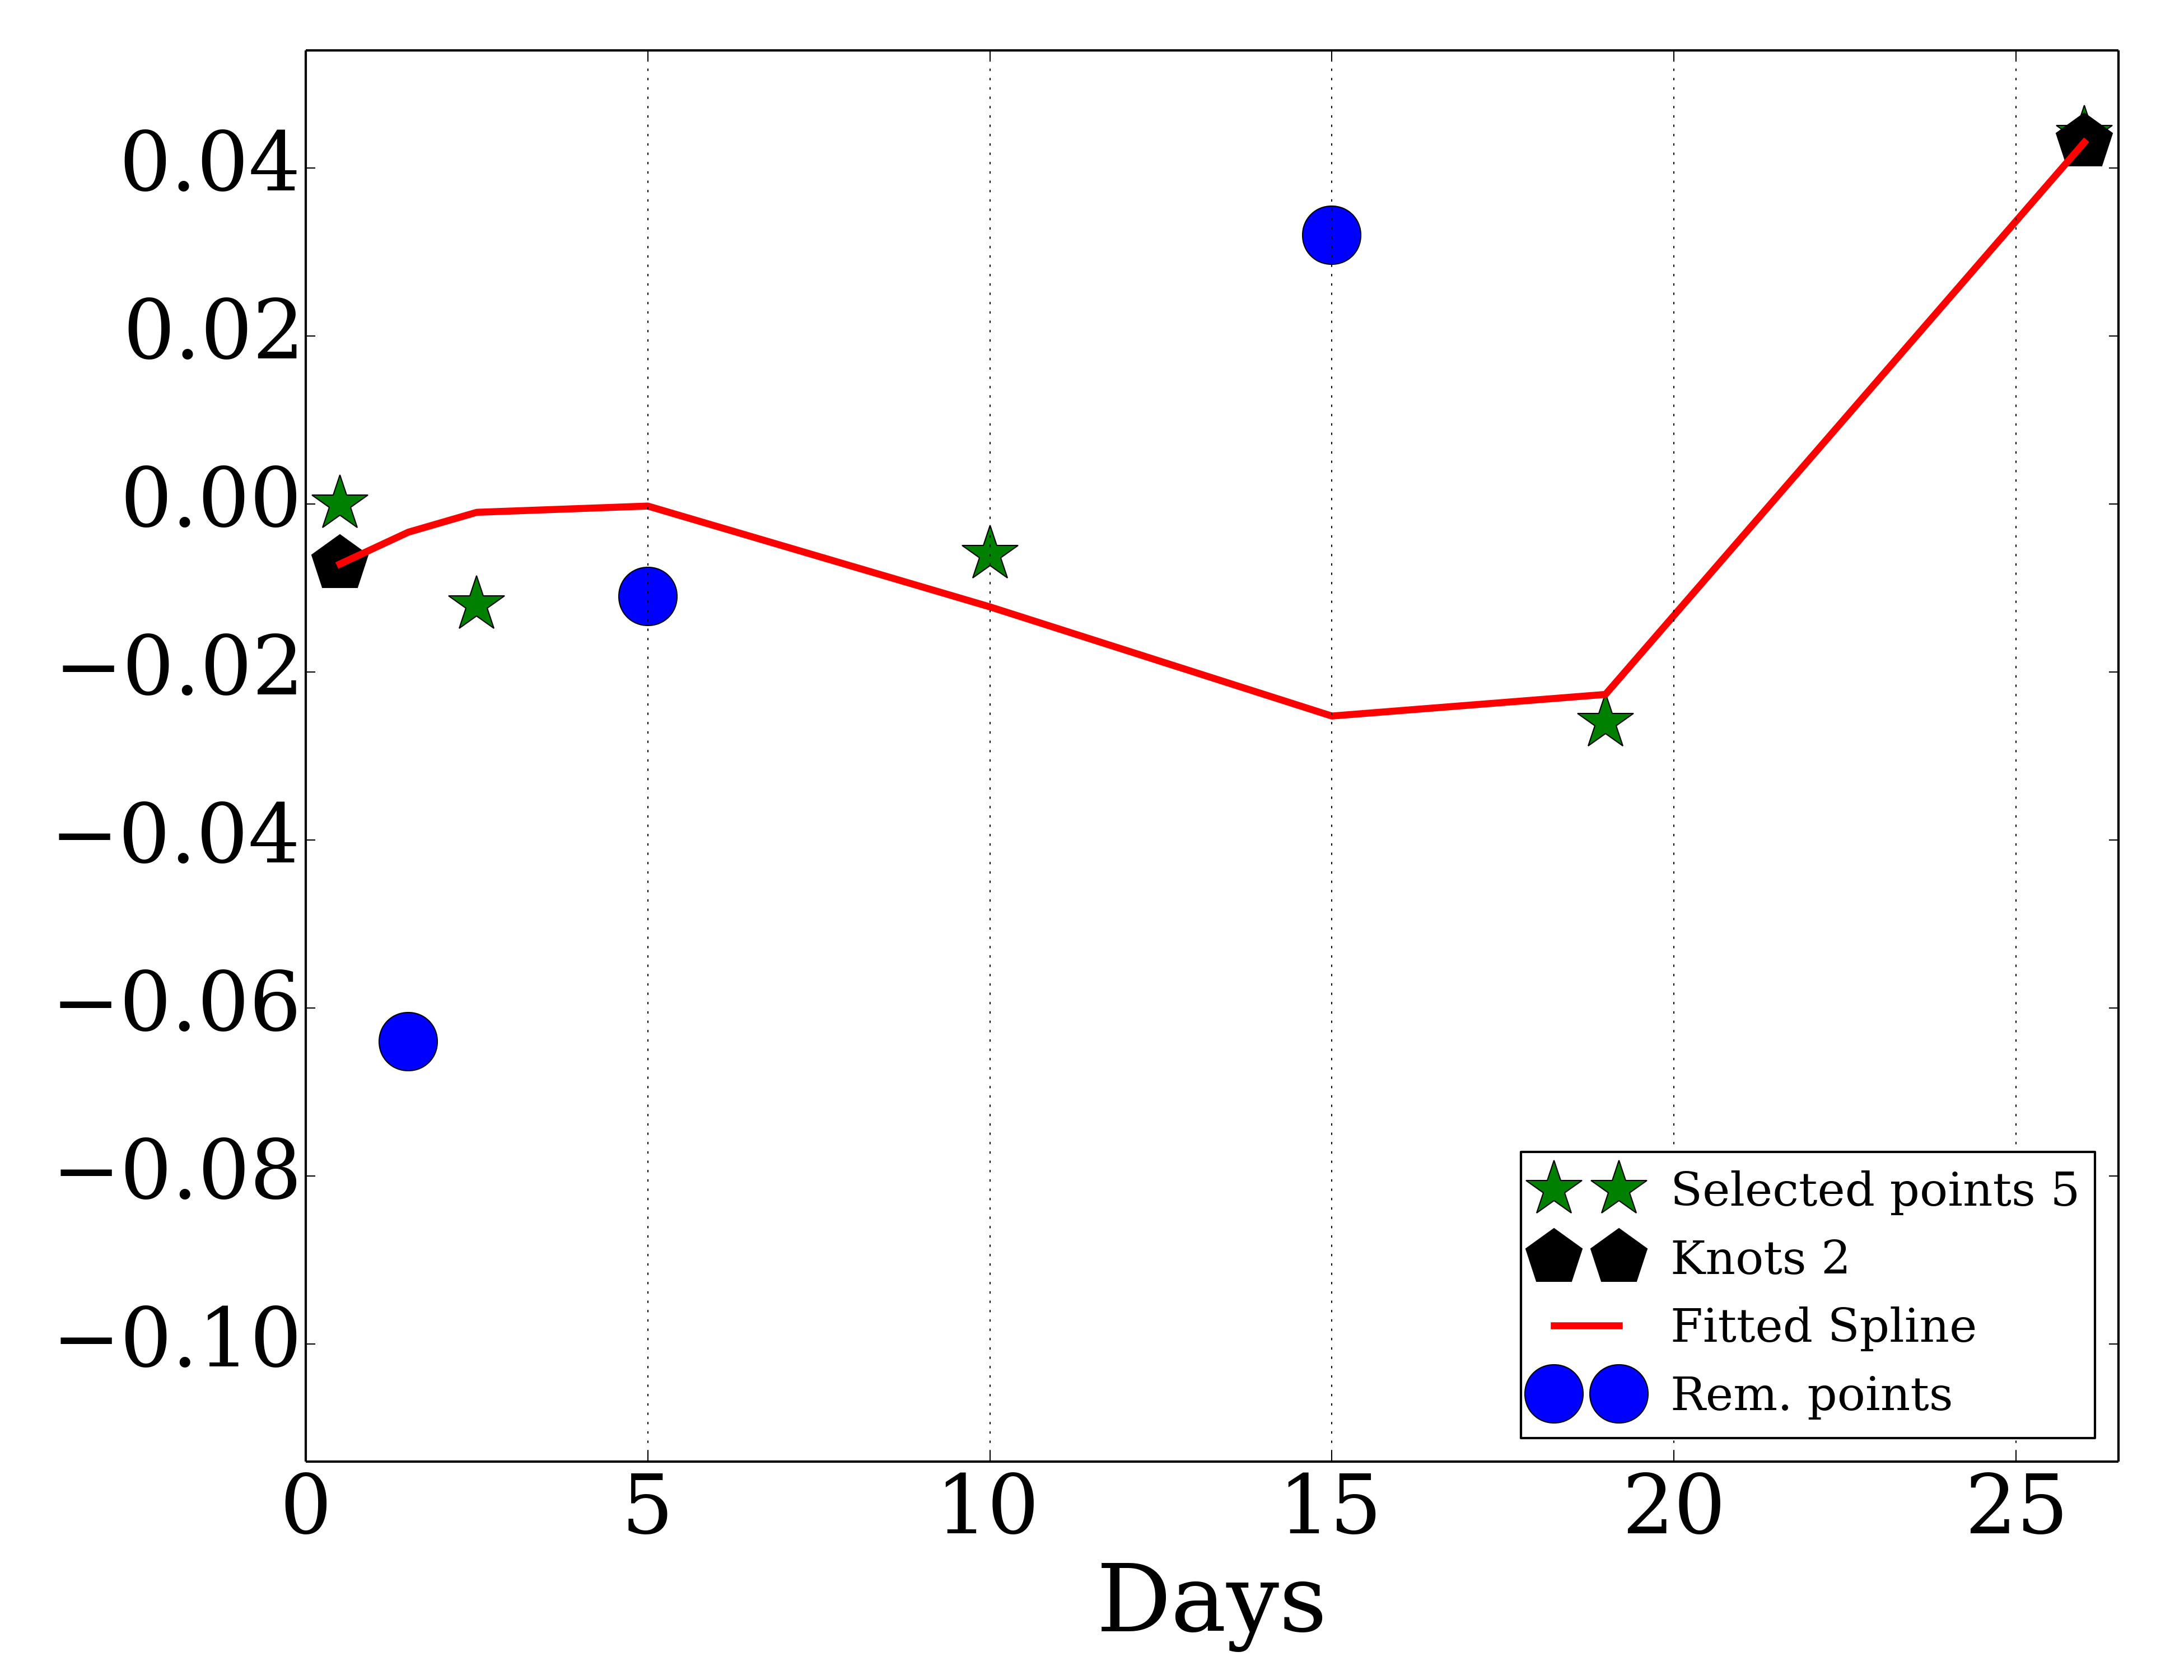 0.04
0.02
0.00
−0.02
−0.04
−0.06
−0.08
−0.10
Selected points 5
Knots 2
Fitted Spline
Rem. points
0 5 10 15 20 25
Days